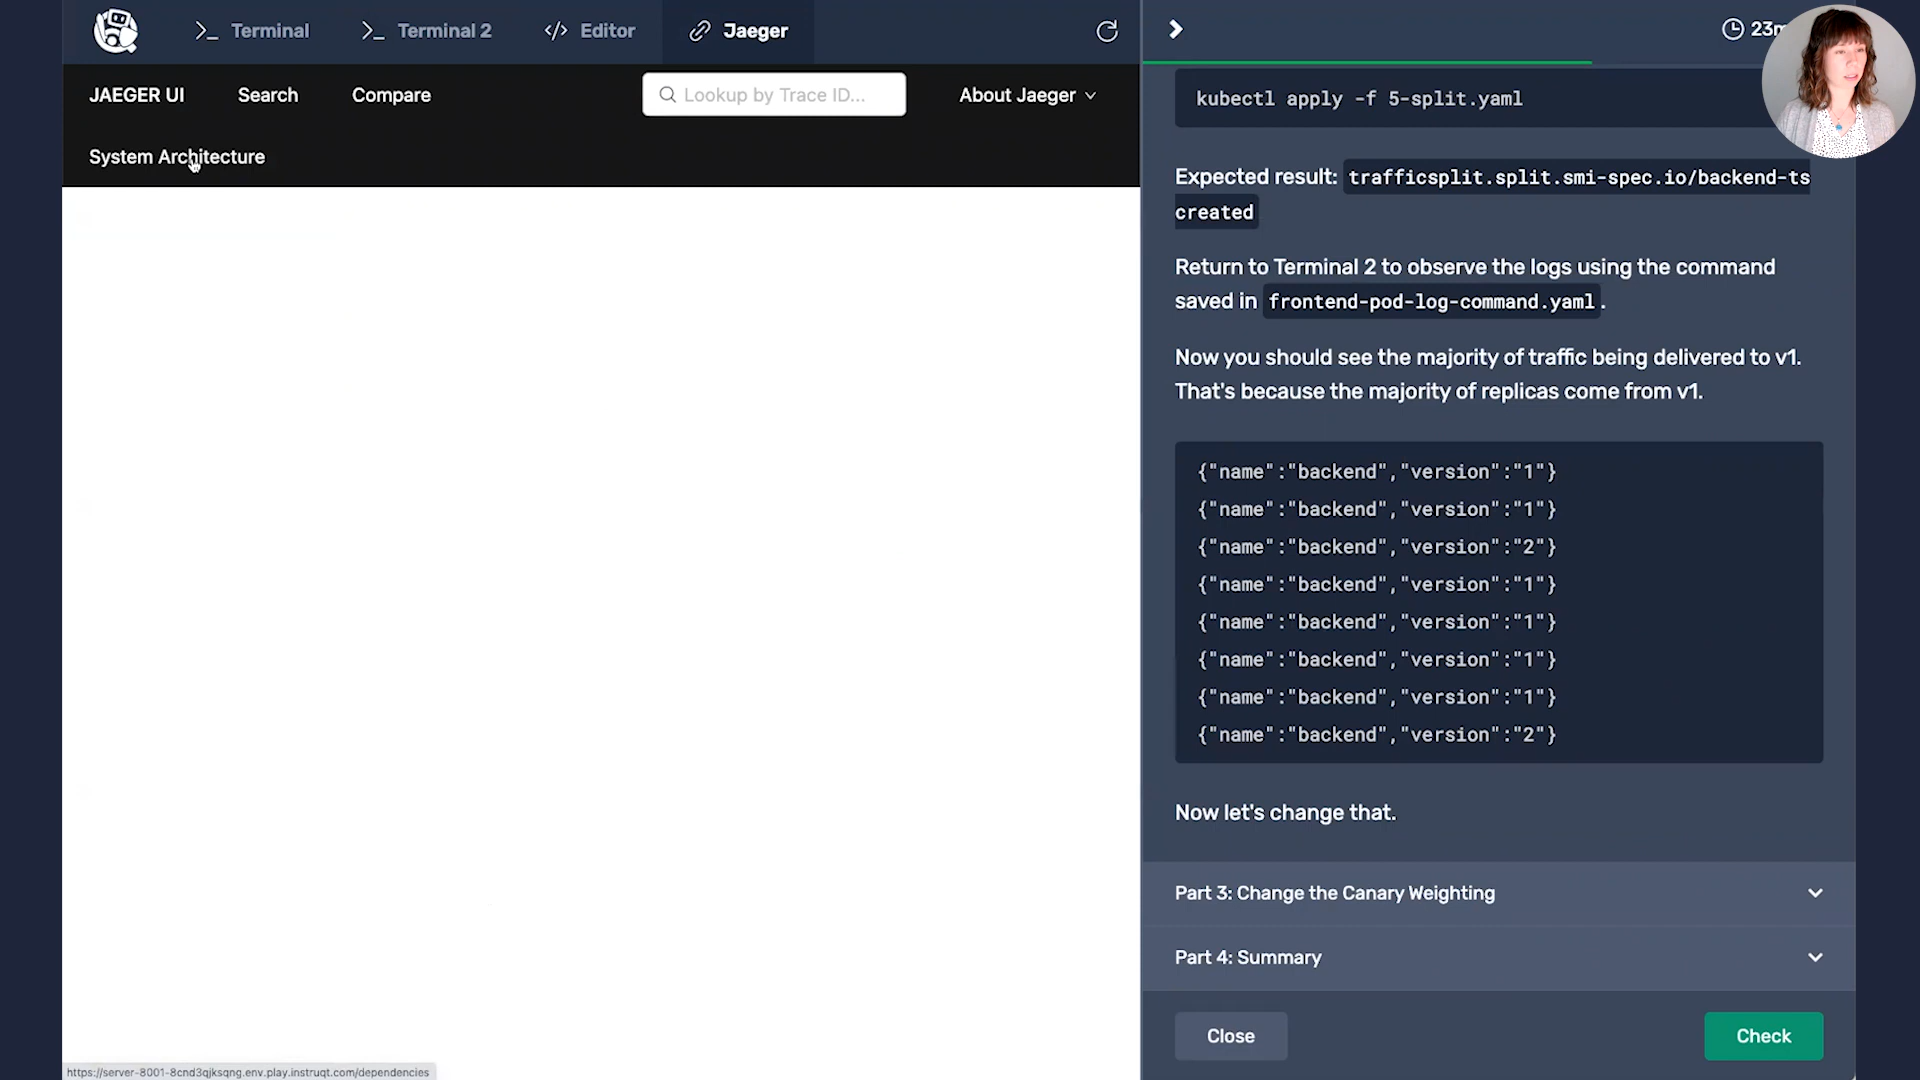 Terminal
Terminal 2
Editor
Jaeger
JAEGER UI
Search
Compare
Lookup by Trace ID...
About Jaeger
System Architecture
https://server-8001-8cnd3qjksqng.env.play.instruqt.com/dependencies
kubectl apply -f 5-split.yaml
Expected result: trafficsplit.split.smi-spec.io/backend-ts
created
Return to Terminal 2 to observe the logs using the command
saved in frontend-pod-log-command.yaml.
Now you should see the majority of traffic being delivered to v1.
That's because the majority of replicas come from v1.
{"name":"backend","version":"1"}
{"name":"backend","version":"1"}
{"name":"backend","version":"2"}
{"name":"backend","version":"1"}
{"name":"backend","version":"1"}
{"name":"backend","version":"1"}
{"name":"backend","version":"1"}
{"name":"backend","version":"2"}
Now let's change that.
Part 3: Change the Canary Weighting
Part 4: Summary
Close
Check